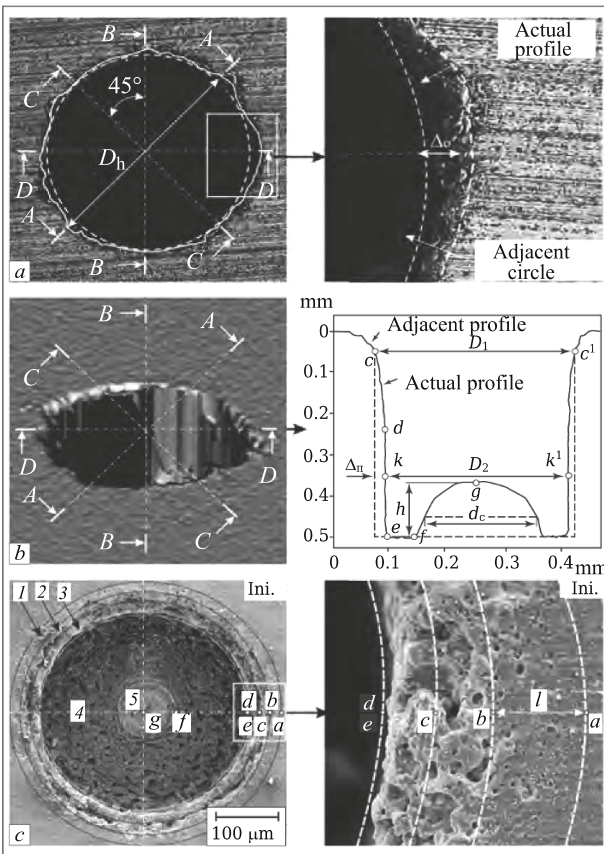 B
A
C
45°
Dh
D
D
A
B
C
a
Actual
profile
Δo
Adjacent
circle
B
A
C
D
D
A
B
C
b
mm
0
0.1
0.2
0.3
0.4
0.5
Adjacent profile
c D1 c1
Actual profile
d
Δп k D2 k1
g
h
dc
e f
0 0.1 0.2 0.3 0.4 mm
1 2 3 Ini.
4 5 g f
d b
e c a
100 μm
c
Ini.
d
e
c b l a